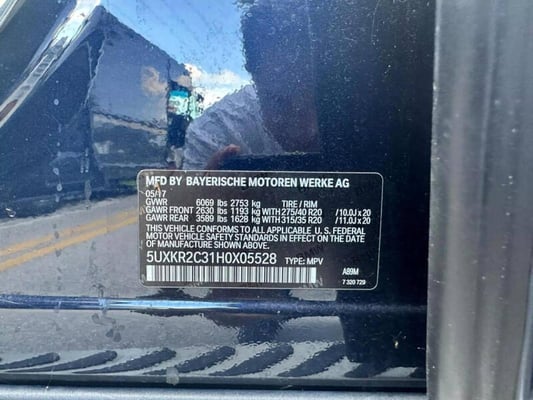 MFD BY BAYERISCHE MOTOREN WERKE AG
05/17
GVWR 6069 lbs 2753 kg TIRE / RIM
GAWR FRONT 2630 lbs 1193 kg WITH 275/40 R20 / 10.0J x 20
GAWR REAR 3589 lbs 1628 kg WITH 315/35 R20 / 11.0J x 20
THIS VEHICLE CONFORMS TO ALL APPLICABLE U.S. FEDERAL
MOTOR VEHICLE SAFETY STANDARDS IN EFFECT ON THE DATE
OF MANUFACTURE SHOWN ABOVE.
5UXKR2C31H0X05528 TYPE: MPV
A89M
7 320 729